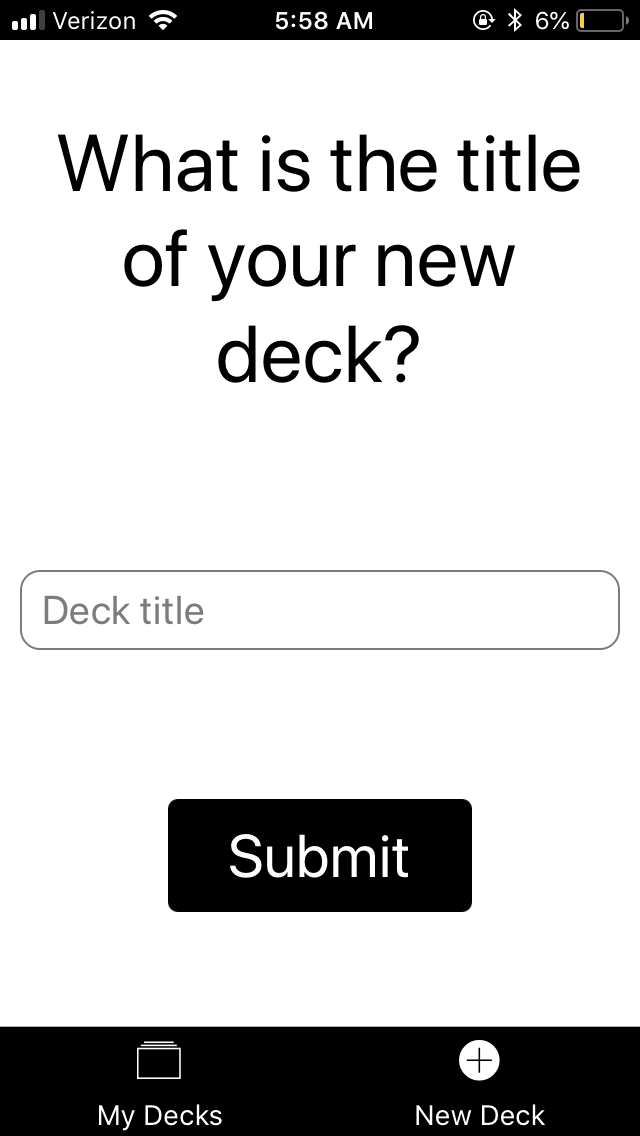 Verizon 5:58 AM 6%
What is the title
of your new
deck?
Deck title
Submit
My Decks New Deck